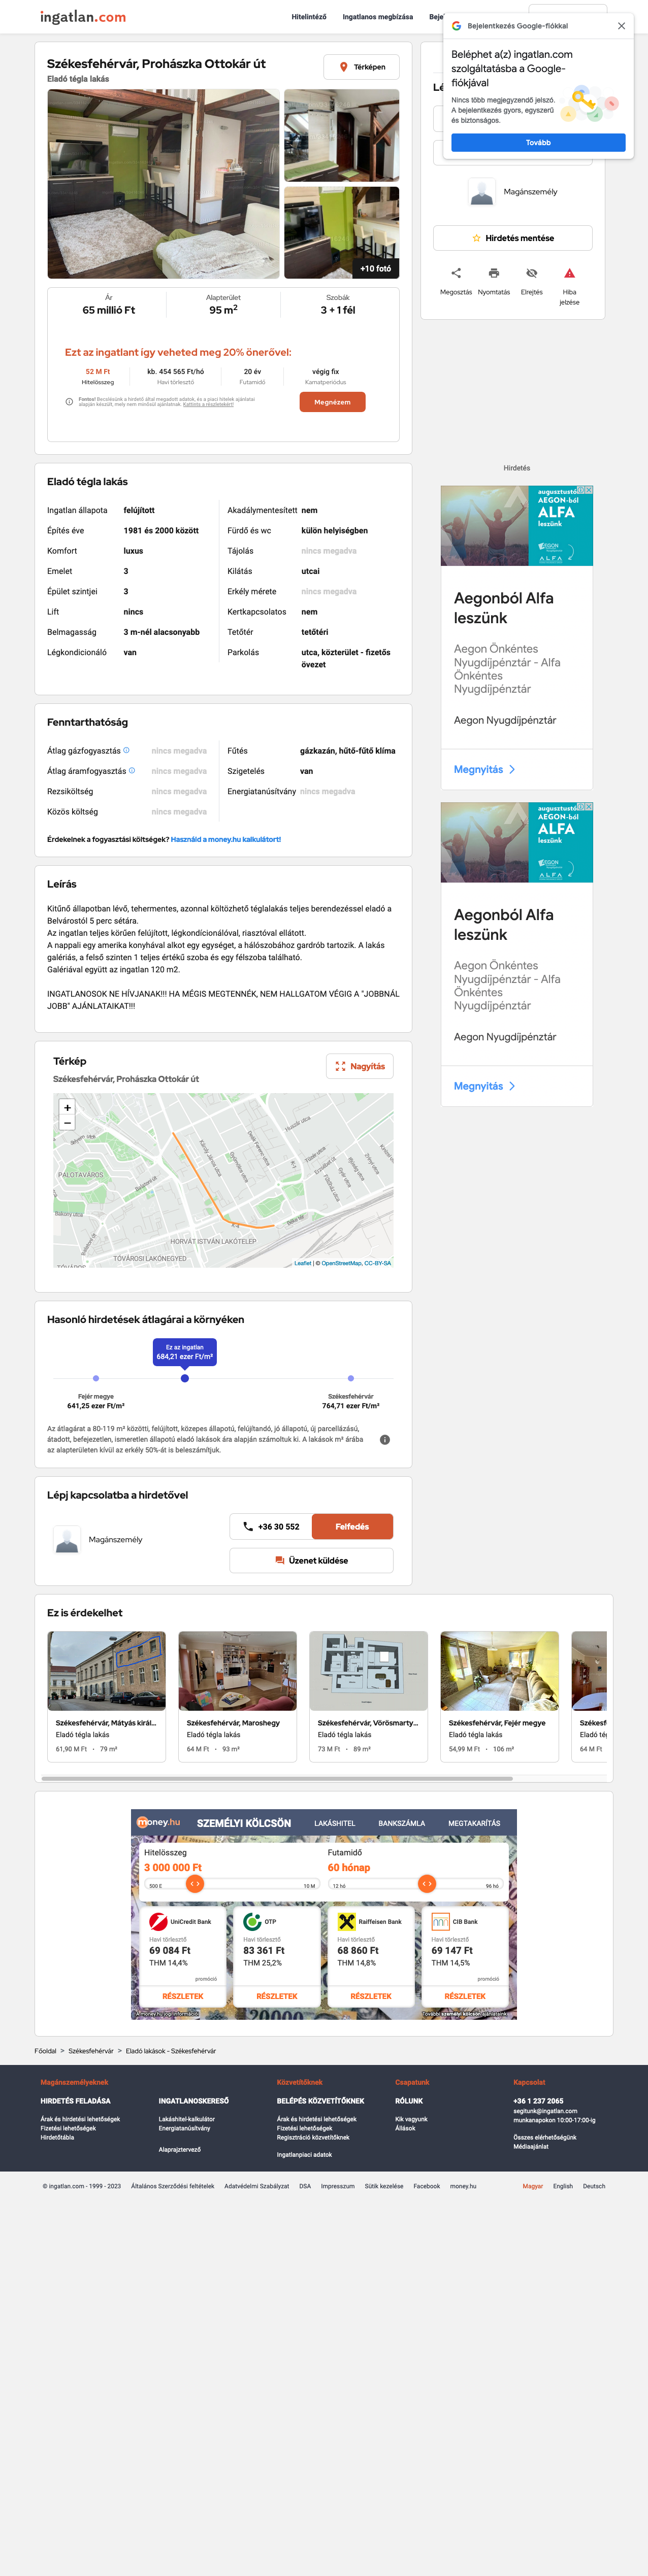 ingatlan.com
Hitelintéző
Ingatlanos megbízása
Bejelentkezés Google-fiókkal
Beléphet a(z) ingatlan.com
szolgáltatásba a Google-
fiókjával
Nincs több megjegyzendő jelszó.
A bejelentkezés gyors, egyszerű
és biztonságos.
Tovább
Székesfehérvár, Prohászka Ottokár út
Eladó tégla lakás
Térképen
+10 fotó
Magánszemély
Hirdetés mentése
Megosztás
Nyomtatás
Elrejtés
Hiba
jelzése
Ár
65 millió Ft
Alapterület
95 m2
Szobák
3 + 1 fél
Ezt az ingatlant így veheted meg 20% önerővel:
52 M Ft
Hitelösszeg
kb. 454 565 Ft/hó
Havi törlesztő
20 év
Futamidő
végig fix
Kamatperiódus
Fontos! Becslésünk a hirdető által megadott adatok, és a piaci hitelek ajánlatai
alapján készült, mely nem minősül ajánlatnak. Kattints a részletekért!
Megnézem
Eladó tégla lakás
Ingatlan állapota felújított
Építés éve 1981 és 2000 között
Komfort luxus
Emelet 3
Épület szintjei 3
Lift nincs
Belmagasság 3 m-nél alacsonyabb
Légkondicionáló van
Akadálymentesített nem
Fürdő és wc külön helyiségben
Tájolás nincs megadva
Kilátás utcai
Erkély mérete nincs megadva
Kertkapcsolatos nem
Tetőtér tetőtéri
Parkolás utca, közterület - fizetős
övezet
Hirdetés
augusztustól
AEGON-ból
ALFA
leszünk
AEGON
ALFA
Aegonból Alfa
leszünk
Aegon Önkéntes
Nyugdíjpénztár - Alfa
Önkéntes
Nyugdíjpénztár
Aegon Nyugdíjpénztár
Megnyitás
augusztustól
AEGON-ból
ALFA
leszünk
AEGON
ALFA
Aegonból Alfa
leszünk
Aegon Önkéntes
Nyugdíjpénztár - Alfa
Önkéntes
Nyugdíjpénztár
Aegon Nyugdíjpénztár
Megnyitás
Fenntarthatóság
Átlag gázfogyasztás nincs megadva
Átlag áramfogyasztás nincs megadva
Rezsiköltség nincs megadva
Közös költség nincs megadva
Fűtés gázkazán, hűtő-fűtő klíma
Szigetelés van
Energiatanúsítvány nincs megadva
Érdekelnek a fogyasztási költségek? Használd a money.hu kalkulátort!
Leírás
Kitűnő állapotban lévő, tehermentes, azonnal költözhető téglalakás teljes berendezéssel eladó a
Belvárostól 5 perc sétára.
Az ingatlan teljes körűen felújított, légkondícionálóval, riasztóval ellátott.
A nappali egy amerika konyhával alkot egy egységet, a hálószobához gardrób tartozik. A lakás
galériás, a felső szinten 1 teljes értékű szoba és egy félszoba található.
Galériával együtt az ingatlan 120 m2.
INGATLANOSOK NE HÍVJANAK!!! HA MÉGIS MEGTENNÉK, NEM HALLGATOM VÉGIG A "JOBBNÁL
JOBB" AJÁNLATAIKAT!!!
Térkép
Székesfehérvár, Prohászka Ottokár út
Nagyítás
+
−
PALOTAVÁROS
HORVÁT ISTVÁN LAKÓTELEP
TÓVÁROSI LAKÓNEGYED
Leaflet | © OpenStreetMap, CC-BY-SA
Hasonló hirdetések átlagárai a környéken
Ez az ingatlan
684,21 ezer Ft/m²
Fejér megye
641,25 ezer Ft/m²
Székesfehérvár
764,71 ezer Ft/m²
Az átlagárat a 80-119 m² közötti, felújított, közepes állapotú, felújítandó, jó állapotú, új parcellázású,
átadott, befejezetlen, ismeretlen állapotú eladó lakások ára alapján számoltuk ki. A lakások m² árába
az alapterületen kívül az erkély 50%-át is beleszámítjuk.
Lépj kapcsolatba a hirdetővel
Magánszemély
+36 30 552
Felfedés
Üzenet küldése
Ez is érdekelhet
Székesfehérvár, Mátyás királ...
Eladó tégla lakás
61,90 M Ft • 79 m²
Székesfehérvár, Maroshegy
Eladó tégla lakás
64 M Ft • 93 m²
Székesfehérvár, Vörösmarty...
Eladó tégla lakás
73 M Ft • 89 m²
Székesfehérvár, Fejér megye
Eladó tégla lakás
54,99 M Ft • 106 m²
64 M Ft
money.hu
SZEMÉLYI KÖLCSÖN
LAKÁSHITEL
BANKSZÁMLA
MEGTAKARÍTÁS
Hitelösszeg
3 000 000 Ft
500 E
10 M
Futamidő
60 hónap
12 hó
96 hó
UniCredit Bank
Havi törlesztő
69 084 Ft
THM 14,4%
promóció
RÉSZLETEK
OTP
Havi törlesztő
83 361 Ft
THM 25,2%
RÉSZLETEK
Raiffeisen Bank
Havi törlesztő
68 860 Ft
THM 14,8%
RÉSZLETEK
CIB Bank
Havi törlesztő
69 147 Ft
THM 14,5%
promóció
RÉSZLETEK
A money.hu jogi információi
További személyi kölcsön ajánlataink
Főoldal > Székesfehérvár > Eladó lakások - Székesfehérvár
Magánszemélyeknek
HIRDETÉS FELADÁSA
Árak és hirdetési lehetőségek
Fizetési lehetőségek
Hirdetőtábla
INGATLANOSKERESŐ
Lakáshitel-kalkulátor
Energiatanúsítvány
Alaprajztervező
Közvetítőknek
BELÉPÉS KÖZVETÍTŐKNEK
Árak és hirdetési lehetőségek
Fizetési lehetőségek
Regisztráció közvetítőknek
Ingatlanpiaci adatok
Csapatunk
RÓLUNK
Kik vagyunk
Állások
Kapcsolat
+36 1 237 2065
segitunk@ingatlan.com
munkanapokon 10:00-17:00-ig
Összes elérhetőségünk
Médiaajánlat
© ingatlan.com - 1999 - 2023
Általános Szerződési feltételek
Adatvédelmi Szabályzat
DSA
Impresszum
Sütik kezelése
Facebook
money.hu
Magyar
English
Deutsch